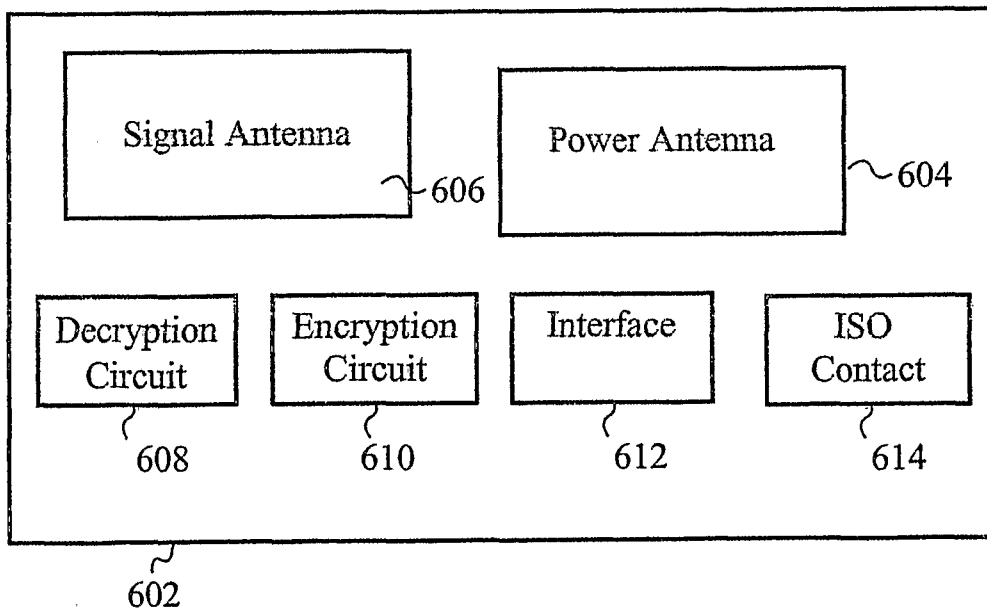 Signal Antenna
606
Power Antenna
604
Decryption
Circuit
608
Encryption
Circuit
610
Interface
612
ISO
Contact
614
602